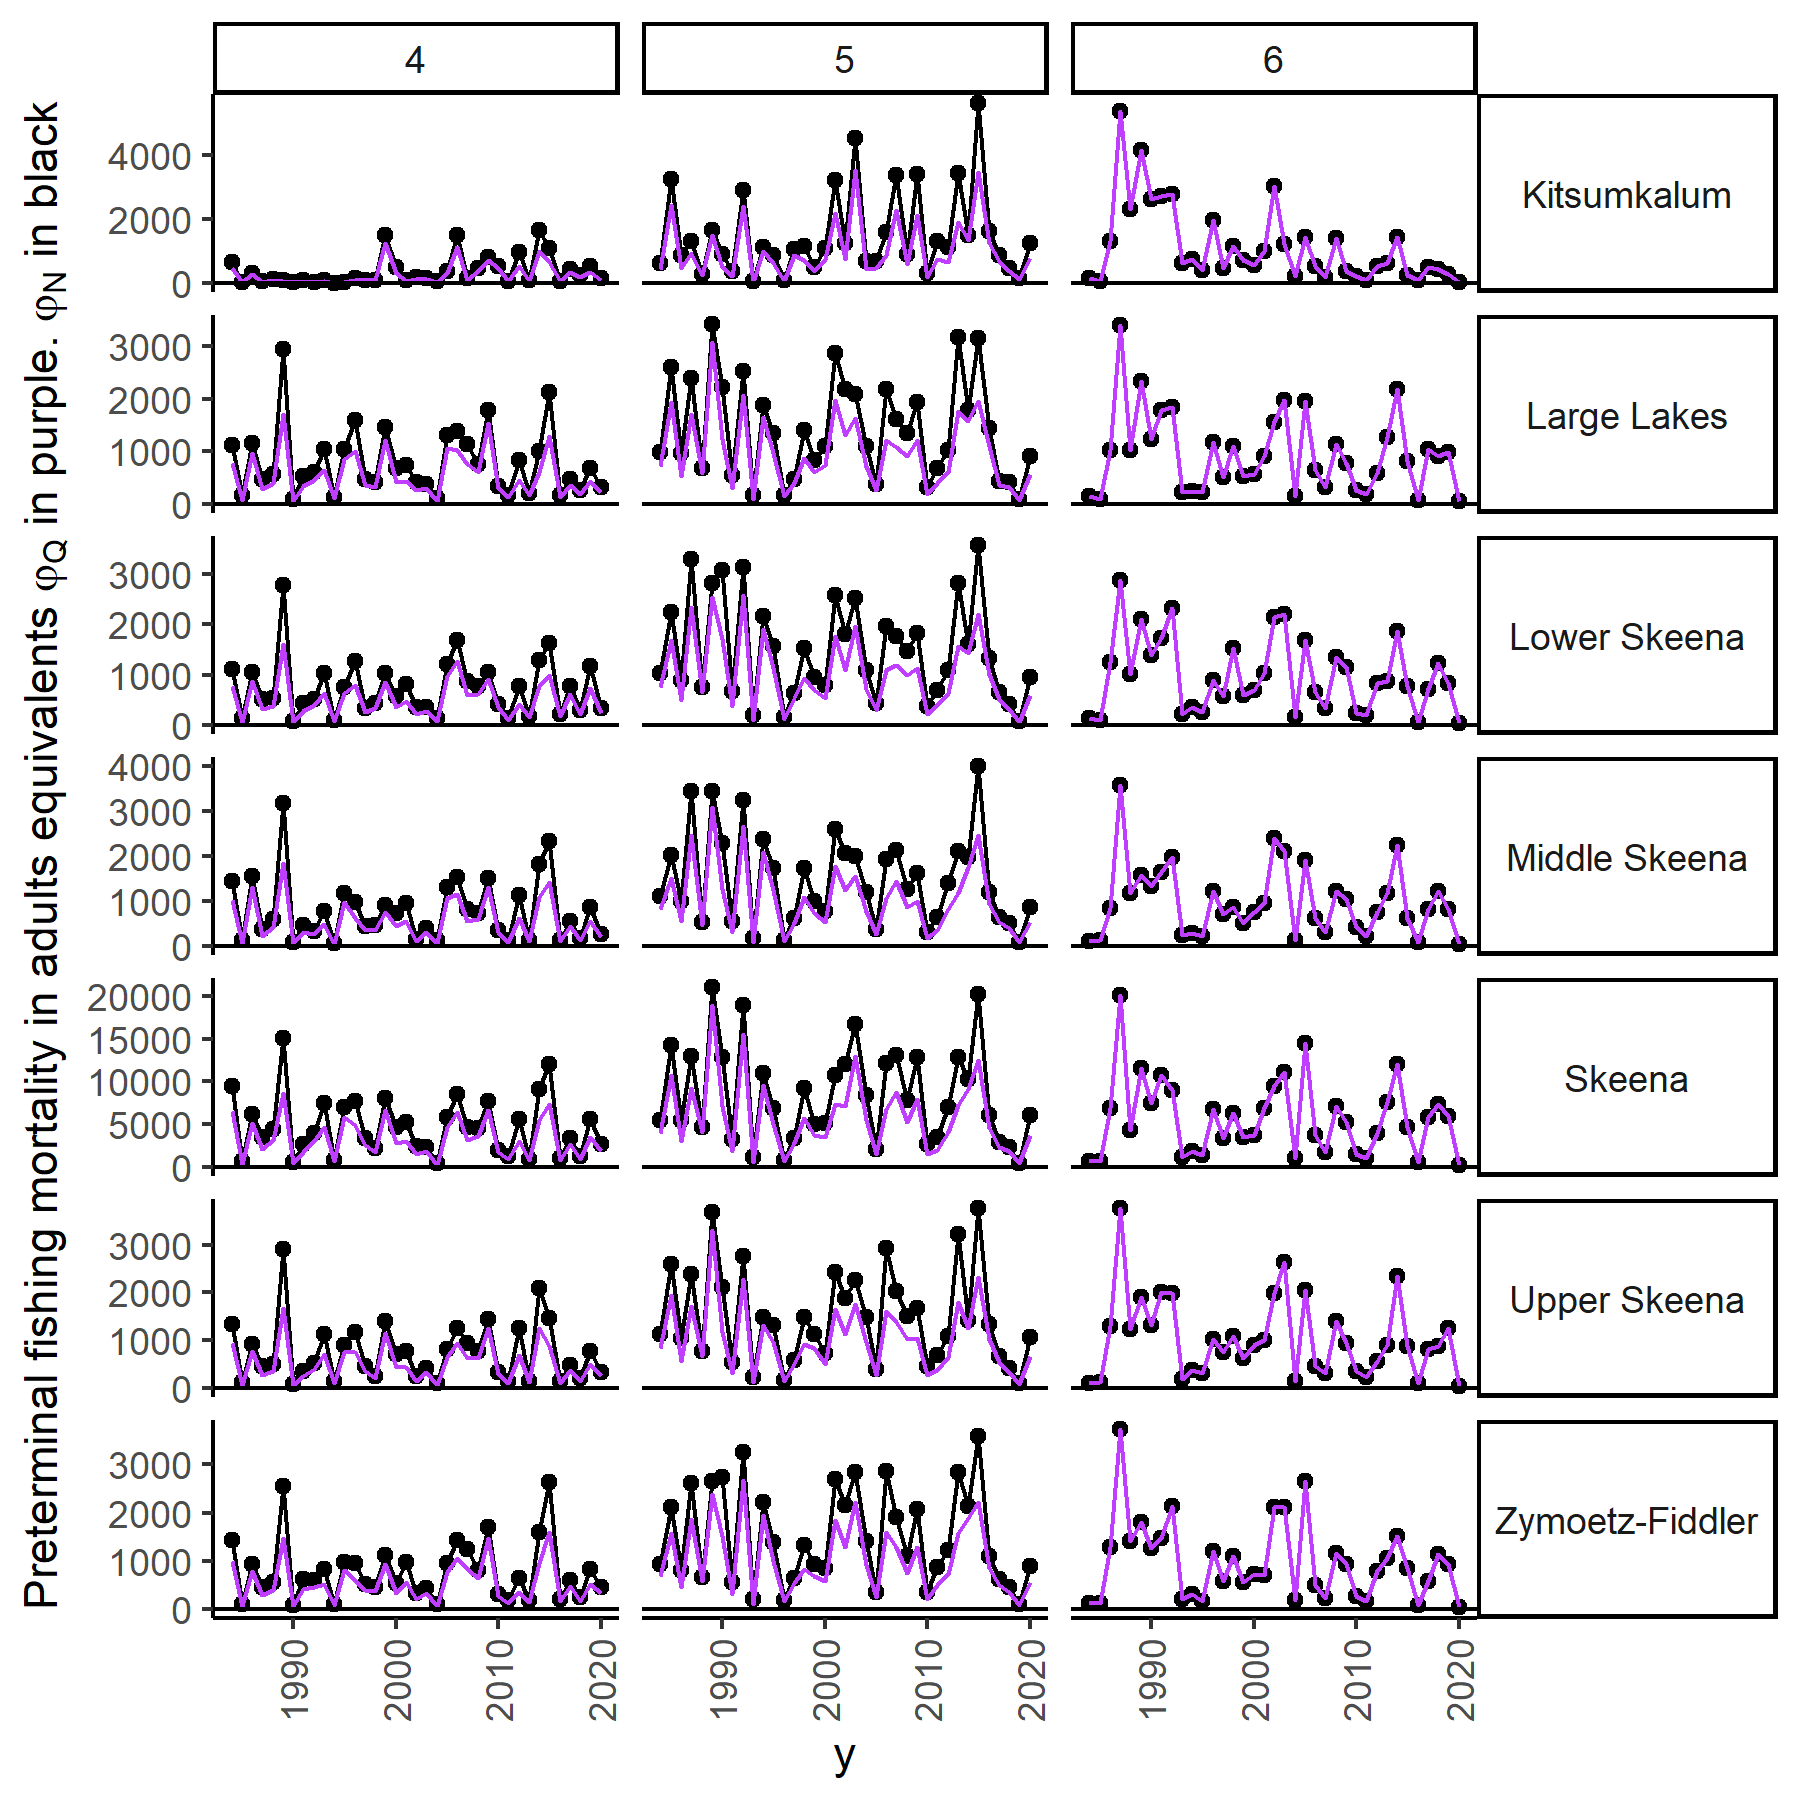 4 5 6
Preterminal fishing mortality in adults equivalents φQ in purple. φN in black
4000
2000
0
Kitsumkalum
3000
2000
1000
0
Large Lakes
3000
2000
1000
0
Lower Skeena
4000
3000
2000
1000
0
Middle Skeena
20000
15000
10000
5000
0
Skeena
3000
2000
1000
0
Upper Skeena
3000
2000
1000
0
Zymoetz-Fiddler
1990 2000 2010 2020 1990 2000 2010 2020 1990 2000 2010 2020
y